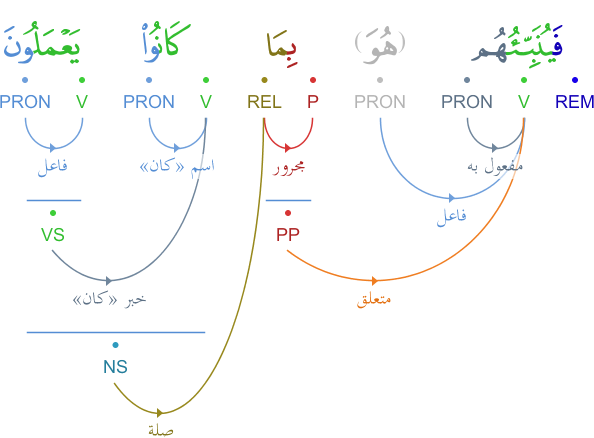 فَيُنَبِّئُهُم (هُوَ) بِمَا كَانُوا۟ يَعْمَلُونَ
REM V PRON PRON P REL V PRON V PRON
مفعول به مجرور اسم «كان» فاعل
فاعل
PP VS
متعلق خبر «كان»
NS
صلة